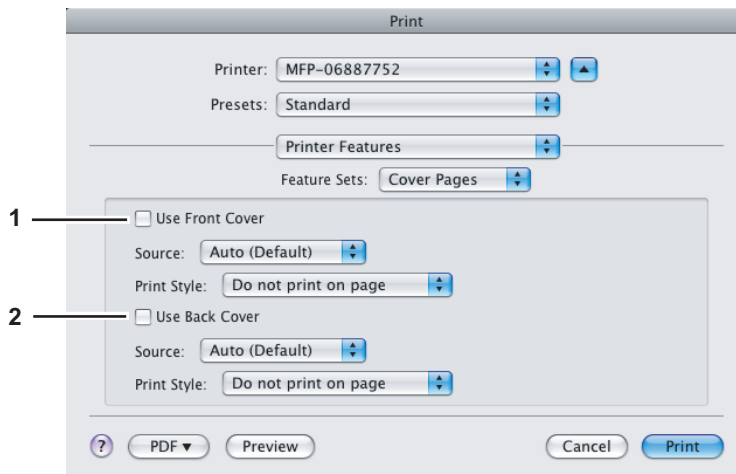 Print
Printer: MFP-06887752
Presets: Standard
Printer Features
Feature Sets: Cover Pages
1 Use Front Cover
Source: Auto (Default)
Print Style: Do not print on page
2 Use Back Cover
Source: Auto (Default)
Print Style: Do not print on page
? PDF ▼ Preview Cancel Print